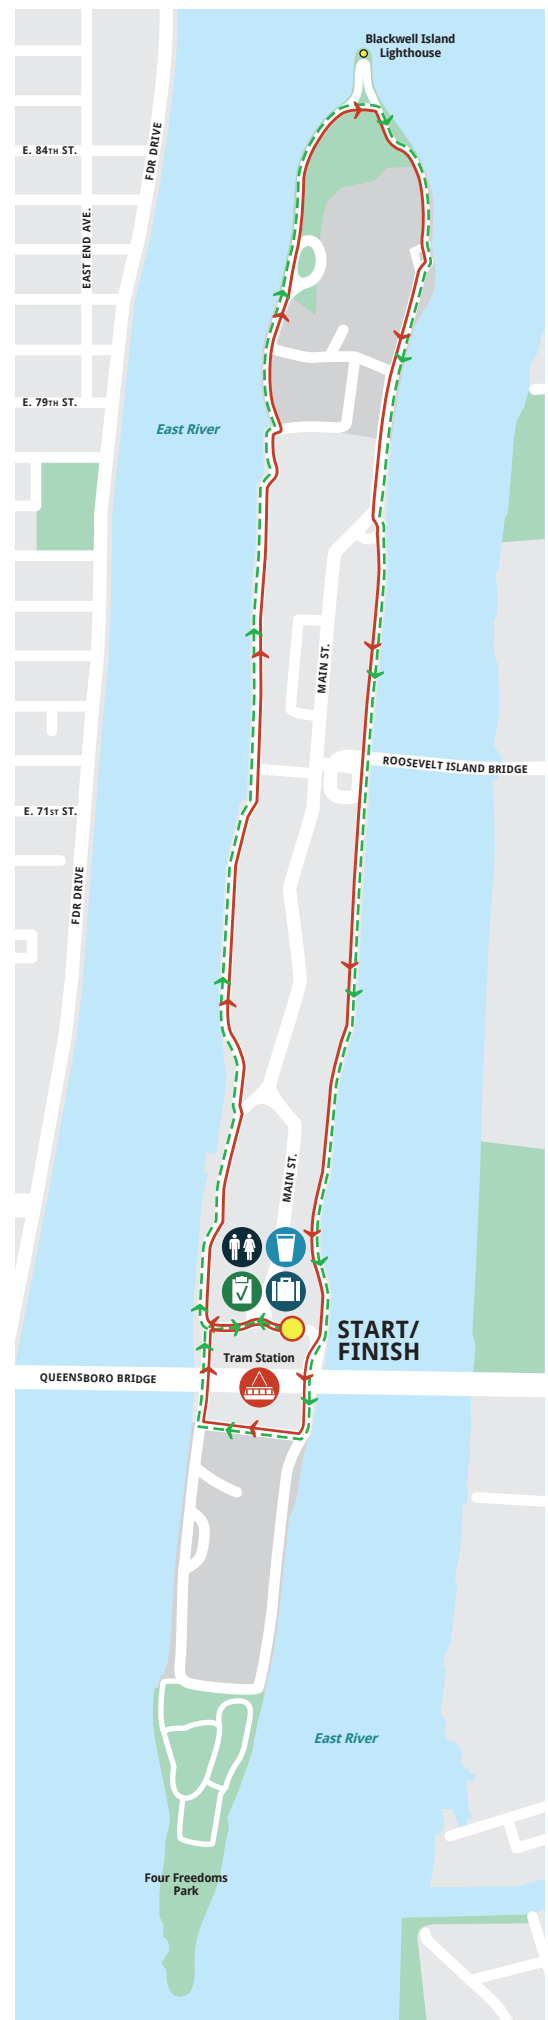 Blackwell Island
Lighthouse
E. 84TH ST.
FDR DRIVE
EAST END AVE.
E. 79TH ST.
East River
MAIN ST.
ROOSEVELT ISLAND BRIDGE
E. 71ST ST.
FDR DRIVE
MAIN ST.
START/
FINISH
Tram Station
QUEENSBORO BRIDGE
East River
Four Freedoms
Park